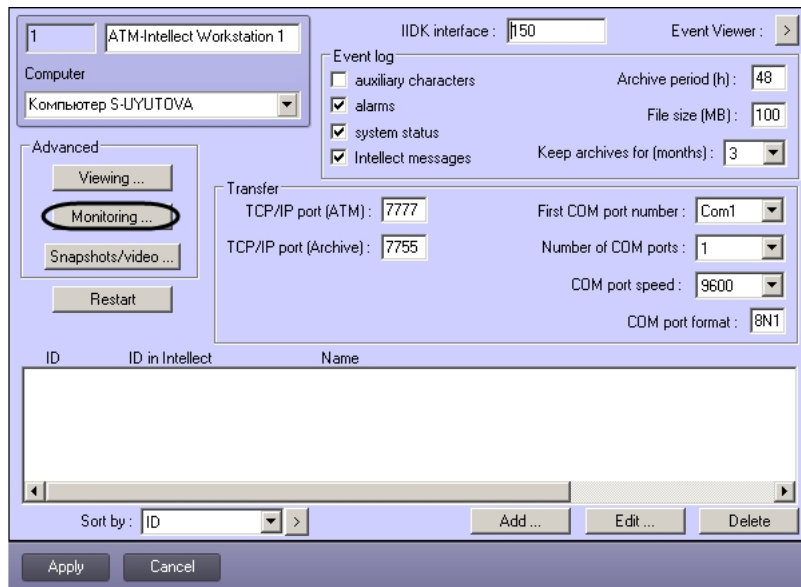 1 ATM-Intellect Workstation 1
Computer
Компьютер S-UYUTOVA
IIDK interface : 150 Event Viewer : >
Event log
auxiliary characters
alarms
system status
Intellect messages
Archive period (h) : 48
File size (MB) : 100
Keep archives for (months) : 3
Advanced
Viewing ...
Monitoring ...
Snapshots/video ...
Restart
Transfer
TCP/IP port (ATM) : 7777
TCP/IP port (Archive) : 7755
First COM port number : Com1
Number of COM ports : 1
COM port speed : 9600
COM port format : 8N1
ID ID in Intellect Name
Sort by : ID >
Add ... Edit ... Delete
Apply Cancel